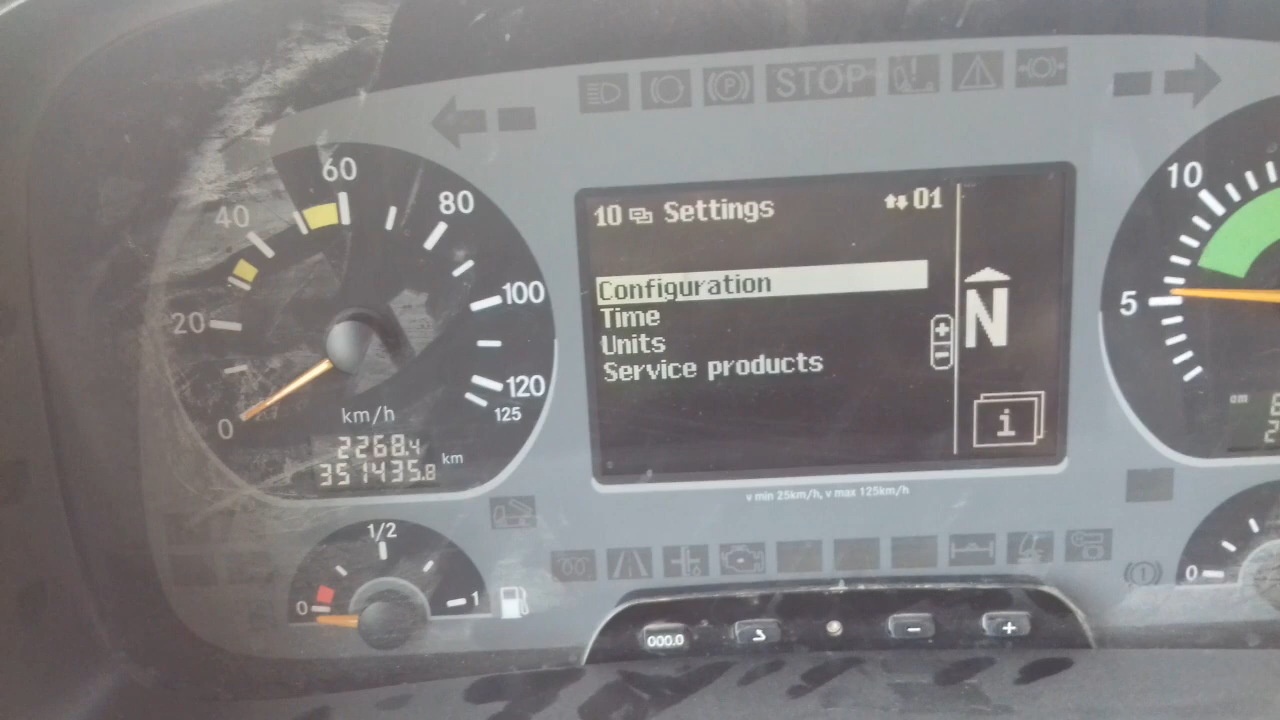 STOP
10 Settings 01
Configuration
Time
Units
Service products
N
i
v min 25km/h, v max 125km/h
0
20
40
60
80
100
120
125
km/h
2268.4
351435.8 km
0
1/2
1
5
10
0
000.0
-
+